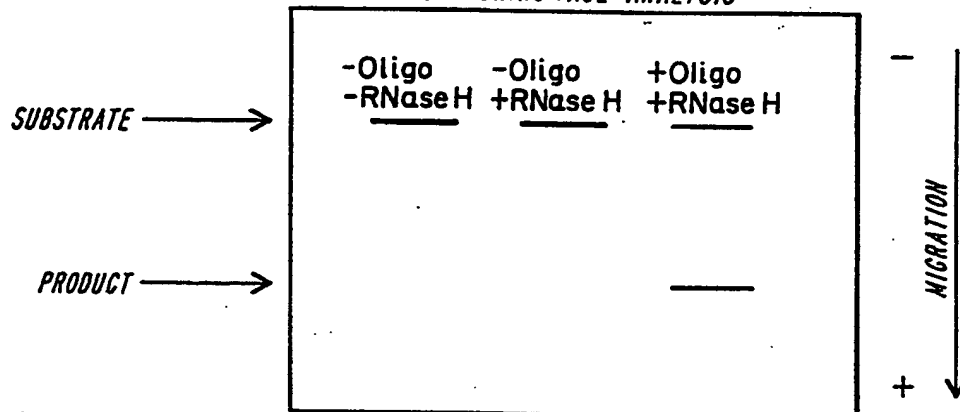 -Oligo -Oligo +Oligo
-RNase H +RNase H +RNase H
SUBSTRATE
PRODUCT
−
MIGRATION
+